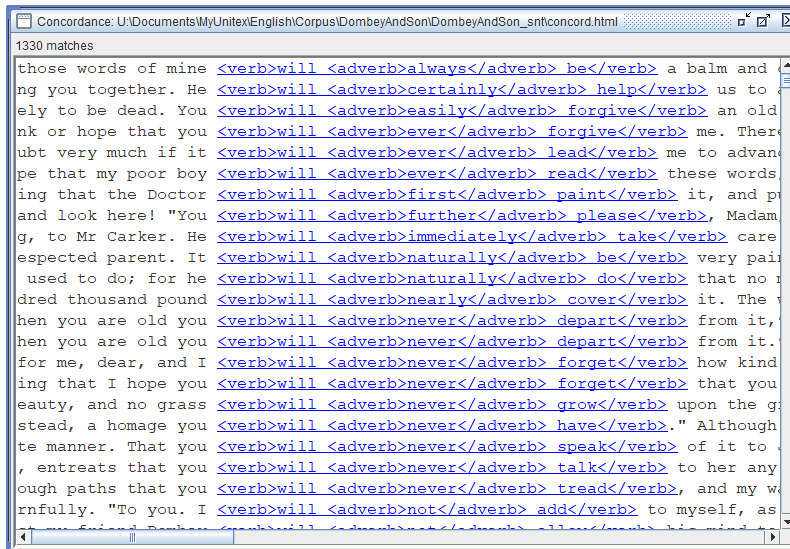 Concordance: U:\Documents\MyUnitex\English\Corpus\DombeyAndSon\DombeyAndSon_snt\concord.html
1330 matches
those words of mine <verb>will <adverb>always</adverb> be</verb> a balm and
ng you together. He <verb>will <adverb>certainly</adverb> help</verb> us to
ely to be dead. You <verb>will <adverb>easily</adverb> forgive</verb> an old
nk or hope that you <verb>will <adverb>ever</adverb> forgive</verb> me. There
ubt very much if it <verb>will <adverb>ever</adverb> lead</verb> me to advan
pe that my poor boy <verb>will <adverb>ever</adverb> read</verb> these words
ing that the Doctor <verb>will <adverb>first</adverb> paint</verb> it, and pu
and look here! "You <verb>will <adverb>further</adverb> please</verb>, Madam
g, to Mr Carker. He <verb>will <adverb>immediately</adverb> take</verb> care
espected parent. It <verb>will <adverb>naturally</adverb> be</verb> very pai
used to do; for he <verb>will <adverb>naturally</adverb> do</verb> that no
dred thousand pound <verb>will <adverb>nearly</adverb> cover</verb> it. The
hen you are old you <verb>will <adverb>never</adverb> depart</verb> from it,
hen you are old you <verb>will <adverb>never</adverb> depart</verb> from it.
for me, dear, and I <verb>will <adverb>never</adverb> forget</verb> how kind
ing that I hope you <verb>will <adverb>never</adverb> forget</verb> that you
eauty, and no grass <verb>will <adverb>never</adverb> grow</verb> upon the g
stead, a homage you <verb>will <adverb>never</adverb> have</verb>." Although
te manner. That you <verb>will <adverb>never</adverb> speak</verb> of it to
, entreats that you <verb>will <adverb>never</adverb> talk</verb> to her any
ough paths that you <verb>will <adverb>never</adverb> tread</verb>, and my wa
rnfully. "To you. I <verb>will <adverb>not</adverb> add</verb> to myself, as